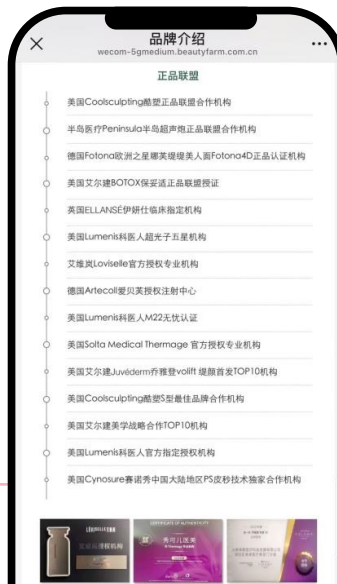 品牌介绍
wecom-5gmedium.beautyfarm.com.cn
正品联盟
美国Coolsculpting酷塑正品联盟合作机构
半岛医疗Peninsula半岛超声炮正品联盟合作机构
德国Fotona欧洲之星娜芙缇缇美人面Fotona4D正品认证机构
美国艾尔建BOTOX保妥适正品联盟授证
英国ELLANSÉ伊妍仕临床指定机构
美国Lumenis科医人超光子五星机构
艾维岚Loviselle官方授权专业机构
德国Artecoll爱贝芙授权注射中心
美国Lumenis科医人M22无忧认证
美国Solta Medical Thermage 官方授权专业机构
美国艾尔建Juvéderm乔雅登volift 缇颜首发TOP10机构
美国Coolsculpting酷塑S型最佳品牌合作机构
美国艾尔建美学战略合作TOP10机构
美国Lumenis科医人官方指定授权机构
美国Cynosure赛诺秀中国大陆地区PS皮秒技术独家合作机构
CERTIFICATE OF AUTHENTICITY
秀可儿医美